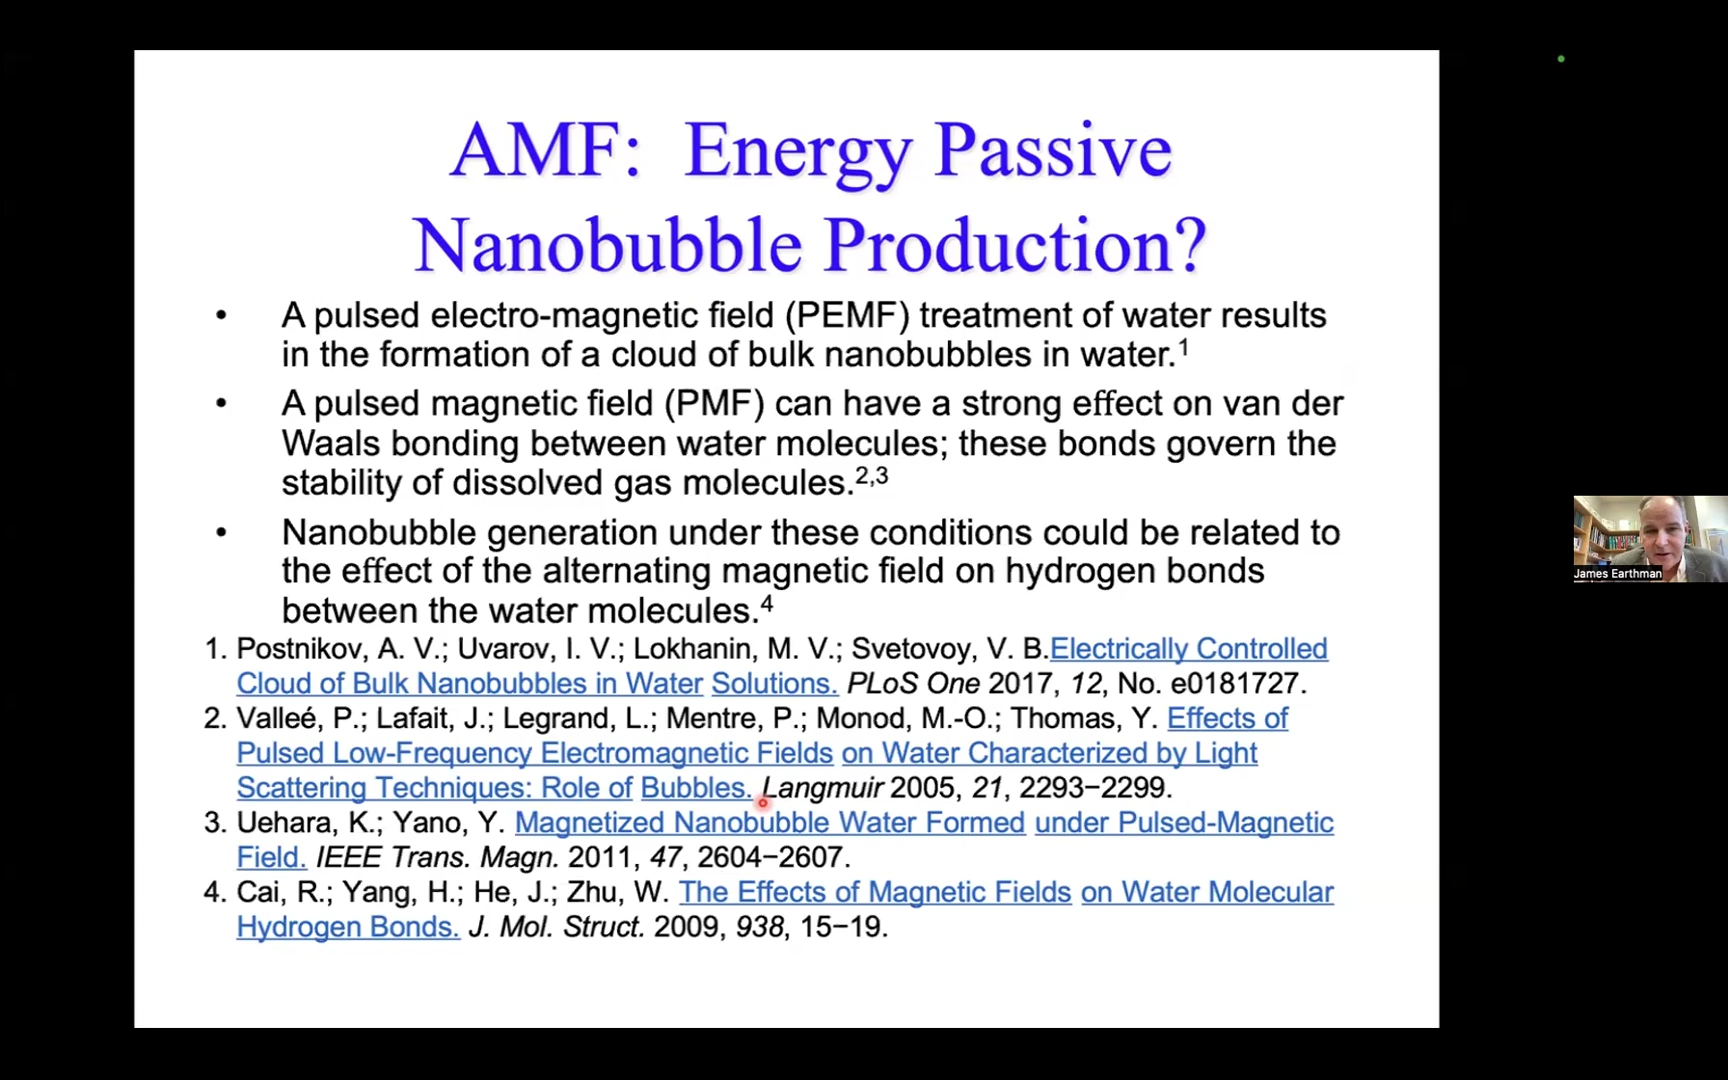 AMF: Energy Passive
Nanobubble Production?
• A pulsed electro-magnetic field (PEMF) treatment of water results
in the formation of a cloud of bulk nanobubbles in water.1
• A pulsed magnetic field (PMF) can have a strong effect on van der
Waals bonding between water molecules; these bonds govern the
stability of dissolved gas molecules.2,3
• Nanobubble generation under these conditions could be related to
the effect of the alternating magnetic field on hydrogen bonds
between the water molecules.4
1. Postnikov, A. V.; Uvarov, I. V.; Lokhanin, M. V.; Svetovoy, V. B.Electrically Controlled
Cloud of Bulk Nanobubbles in Water Solutions. PLoS One 2017, 12, No. e0181727.
2. Valleé, P.; Lafait, J.; Legrand, L.; Mentre, P.; Monod, M.-O.; Thomas, Y. Effects of
Pulsed Low-Frequency Electromagnetic Fields on Water Characterized by Light
Scattering Techniques: Role of Bubbles. Langmuir 2005, 21, 2293−2299.
3. Uehara, K.; Yano, Y. Magnetized Nanobubble Water Formed under Pulsed-Magnetic
Field. IEEE Trans. Magn. 2011, 47, 2604−2607.
4. Cai, R.; Yang, H.; He, J.; Zhu, W. The Effects of Magnetic Fields on Water Molecular
Hydrogen Bonds. J. Mol. Struct. 2009, 938, 15−19.
James Earthman